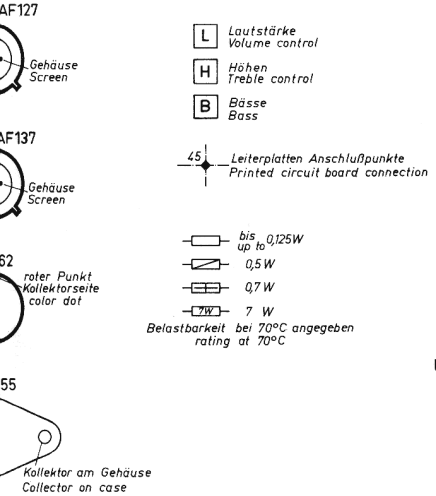 AF127
Gehäuse
Screen
AF137
Gehäuse
Screen
62
roter Punkt
Kollektorseite
color dot
55
Kollektor am Gehäuse
Collector on case
L Lautstärke
Volume control
H Höhen
Treble control
B Bässe
Bass
45 Leiterplatten Anschlußpunkte
Printed circuit board connection
bis
up to 0,125W
0,5 W
0,7 W
7W 7 W
Belastbarkeit bei 70°C angegeben
rating at 70°C